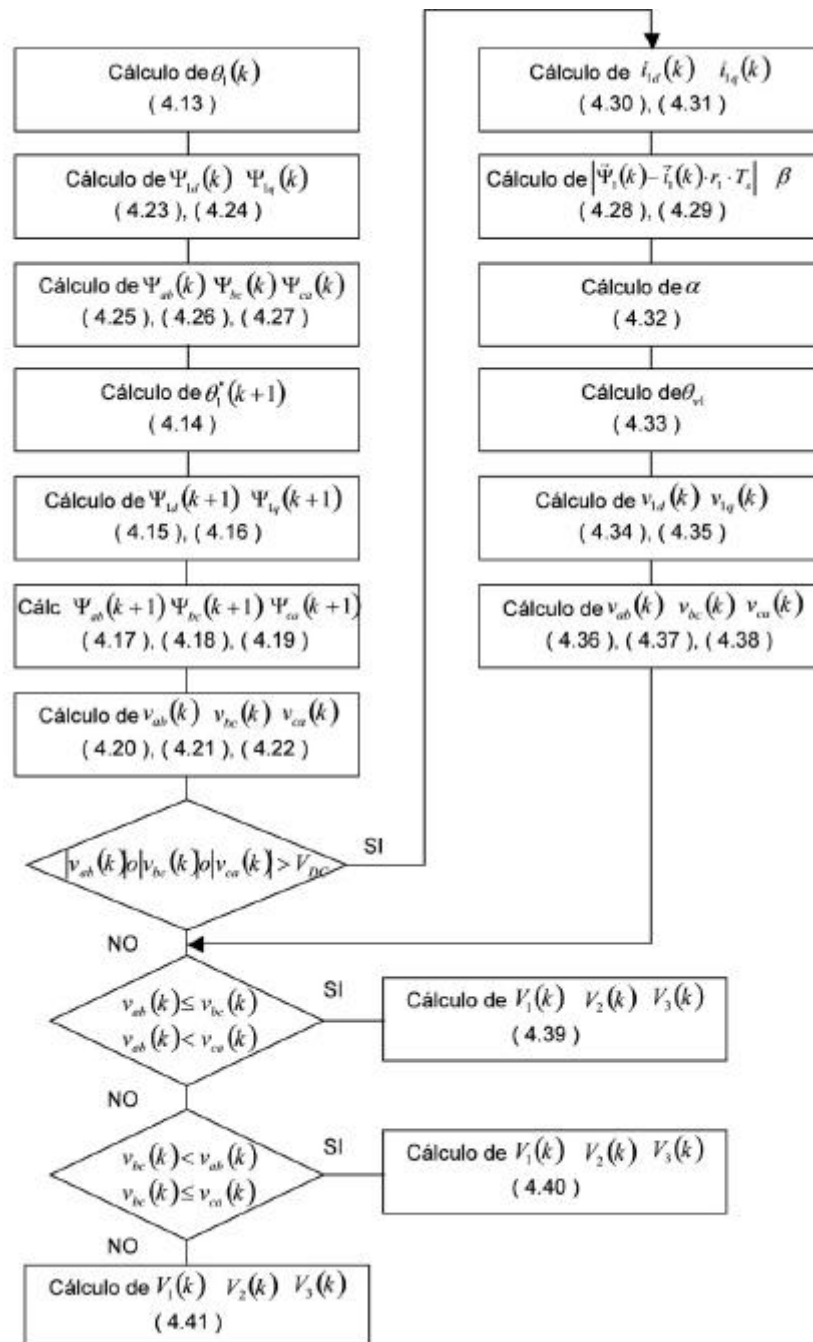 Cálculo de θ₁(k)
( 4.13 )
Cálculo de Ψ₁d(k) Ψ₁q(k)
( 4.23 ), ( 4.24 )
Cálculo de Ψab(k) Ψbc(k) Ψca(k)
( 4.25 ), ( 4.26 ), ( 4.27 )
Cálculo de θ₁*(k+1)
( 4.14 )
Cálculo de Ψ₁d(k+1) Ψ₁q(k+1)
( 4.15 ), ( 4.16 )
Cálc Ψab(k+1) Ψbc(k+1) Ψca(k+1)
( 4.17 ), ( 4.18 ), ( 4.19 )
Cálculo de vab(k) vbc(k) vca(k)
( 4.20 ), ( 4.21 ), ( 4.22 )
|vab(k)|o|vbc(k)|o|vca(k)| > VDC
SI
NO
Cálculo de i₁d(k) i₁q(k)
( 4.30 ), ( 4.31 )
Cálculo de |Ψ⃗₁(k) − i⃗₁(k)·r₁·Ts| β
( 4.28 ), ( 4.29 )
Cálculo de α
( 4.32 )
Cálculo de θv1
( 4.33 )
Cálculo de v₁d(k) v₁q(k)
( 4.34 ), ( 4.35 )
Cálculo de vab(k) vbc(k) vca(k)
( 4.36 ), ( 4.37 ), ( 4.38 )
vab(k) ≤ vbc(k)
vab(k) < vca(k)
SI
Cálculo de V₁(k) V₂(k) V₃(k)
( 4.39 )
NO
vbc(k) < vab(k)
vbc(k) ≤ vca(k)
SI
Cálculo de V₁(k) V₂(k) V₃(k)
( 4.40 )
NO
Cálculo de V₁(k) V₂(k) V₃(k)
( 4.41 )